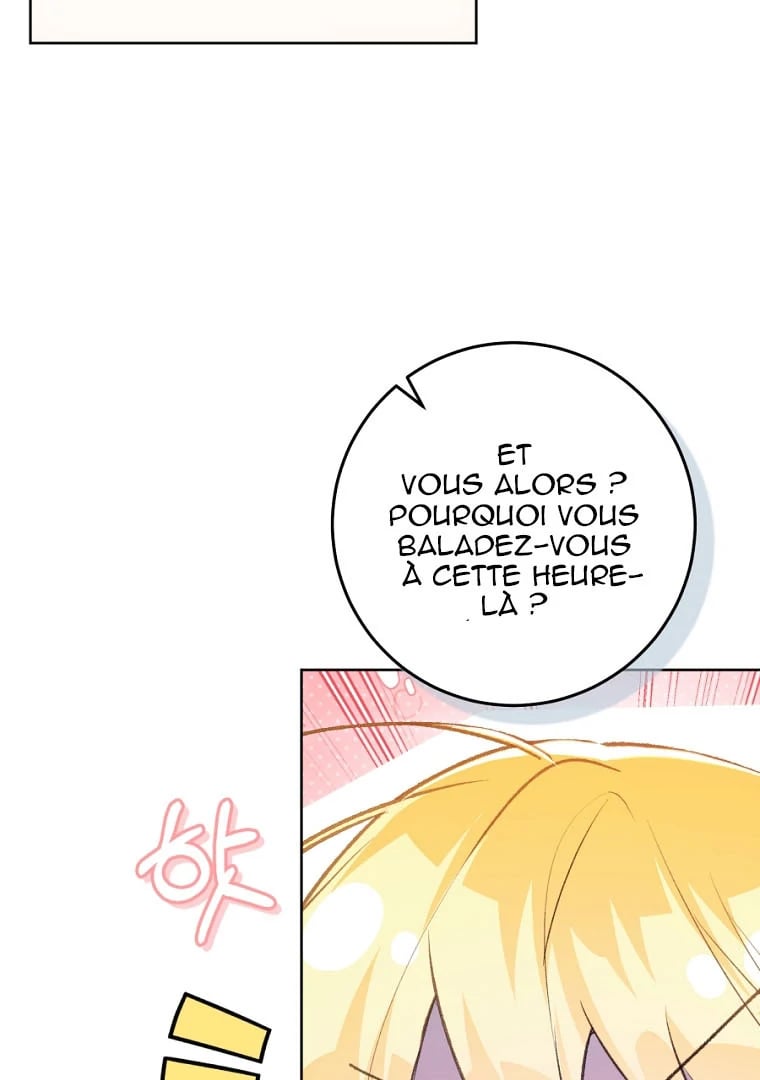 ET
VOUS ALORS ?
POURQUOI VOUS
BALADEZ-VOUS
À CETTE HEURE-
LÀ ?
핫